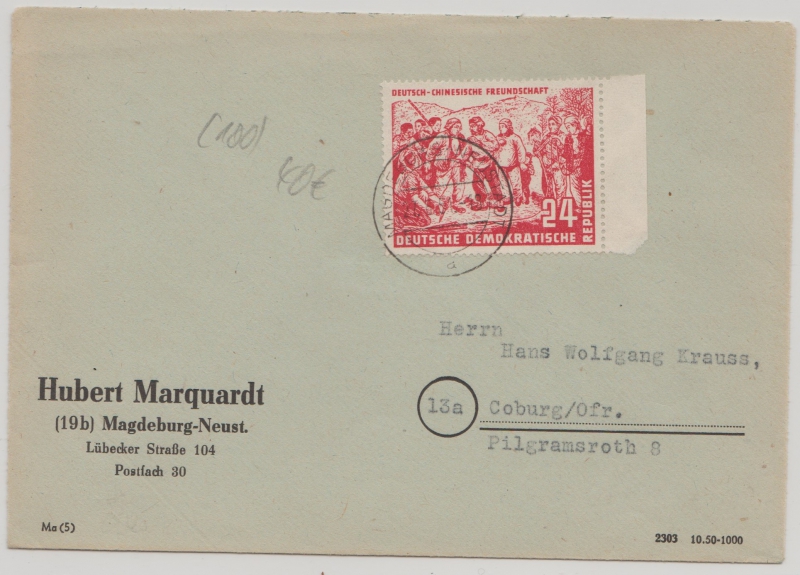 (100)
40€
DEUTSCH-CHINESISCHE FREUNDSCHAFT
24
DEUTSCHE DEMOKRATISCHE
REPUBLIK
Herrn
Hans Wolfgang Krauss,
13a
Coburg/Ofr.
Pilgramsroth 8
Hubert Marquardt
(19b) Magdeburg-Neust.
Lübecker Straße 104
Postfach 30
Ma (5)
2303 10.50-1000